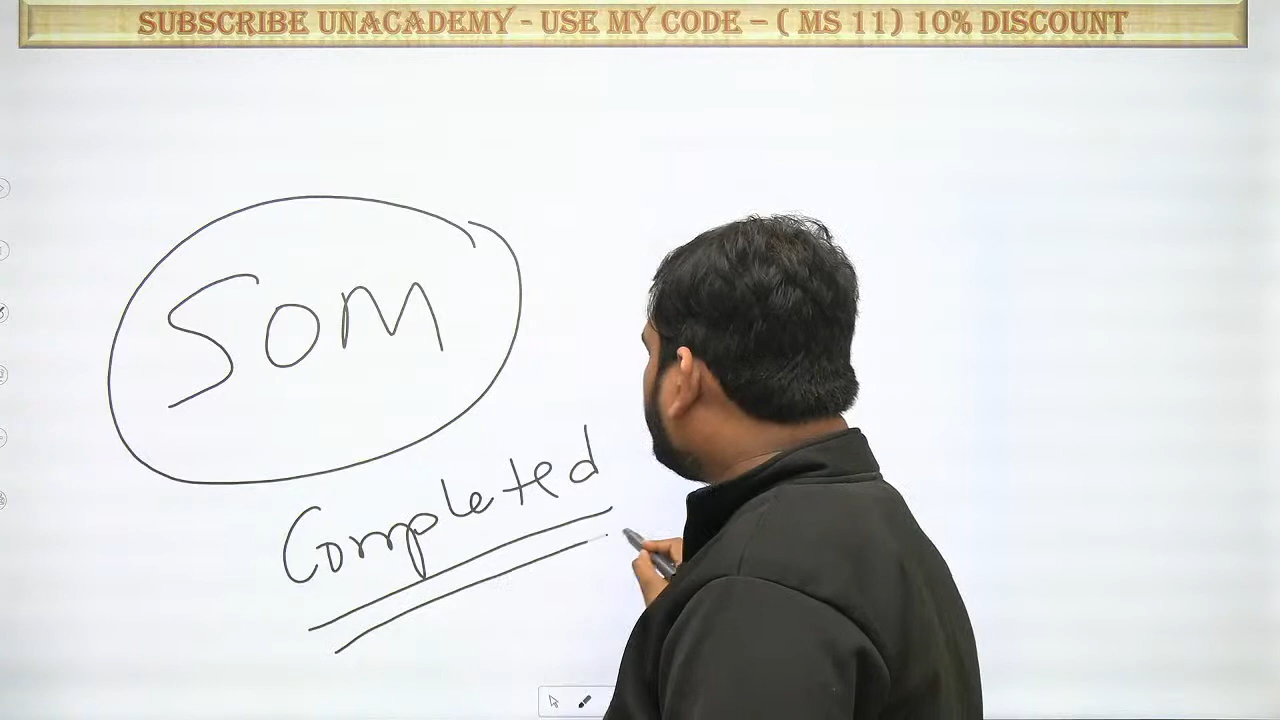 SUBSCRIBE UNACADEMY - USE MY CODE – ( MS 11) 10% DISCOUNT
SOM
Completed